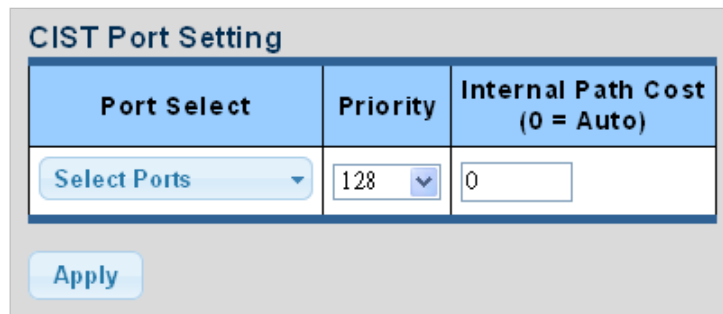 CIST Port Setting
Port Select Priority Internal Path Cost
(0 = Auto)
Select Ports 128 0
Apply